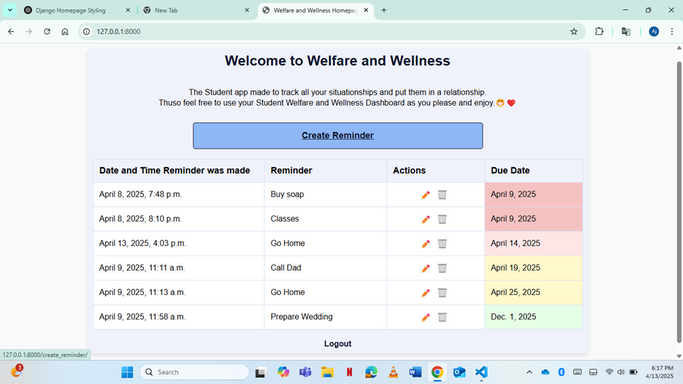 Django Homepage Styling
New Tab
Welfare and Wellness Homepag
127.0.0.1:8000
Aj
Welcome to Welfare and Wellness
The Student app made to track all your situationships and put them in a relationship.
Thuso feel free to use your Student Welfare and Wellness Dashboard as you please and enjoy.😁 ❤️
Create Reminder
Date and Time Reminder was made Reminder Actions Due Date
April 8, 2025, 7:48 p.m. Buy soap April 9, 2025
April 8, 2025, 8:10 p.m. Classes April 9, 2025
April 13, 2025, 4:03 p.m. Go Home April 14, 2025
April 9, 2025, 11:11 a.m. Call Dad April 19, 2025
April 9, 2025, 11:13 a.m. Go Home April 25, 2025
April 9, 2025, 11:58 a.m. Prepare Wedding Dec. 1, 2025
Logout
127.0.0.1:8000/create_reminder/
3
Search
6:17 PM
4/13/2025